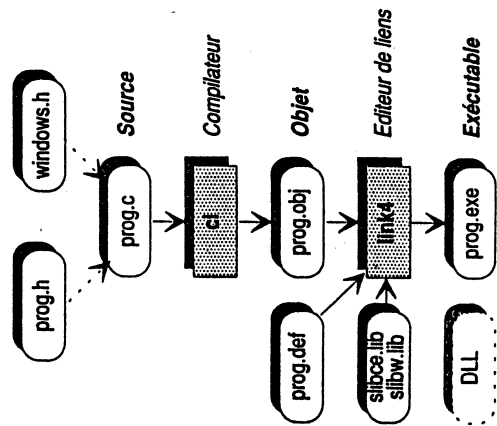 prog.h
windows.h
prog.c
Source
cl
Compilateur
prog.def
prog.obj
Objet
slibce.lib
slibw.lib
link4
Editeur de liens
DLL
prog.exe
Exécutable